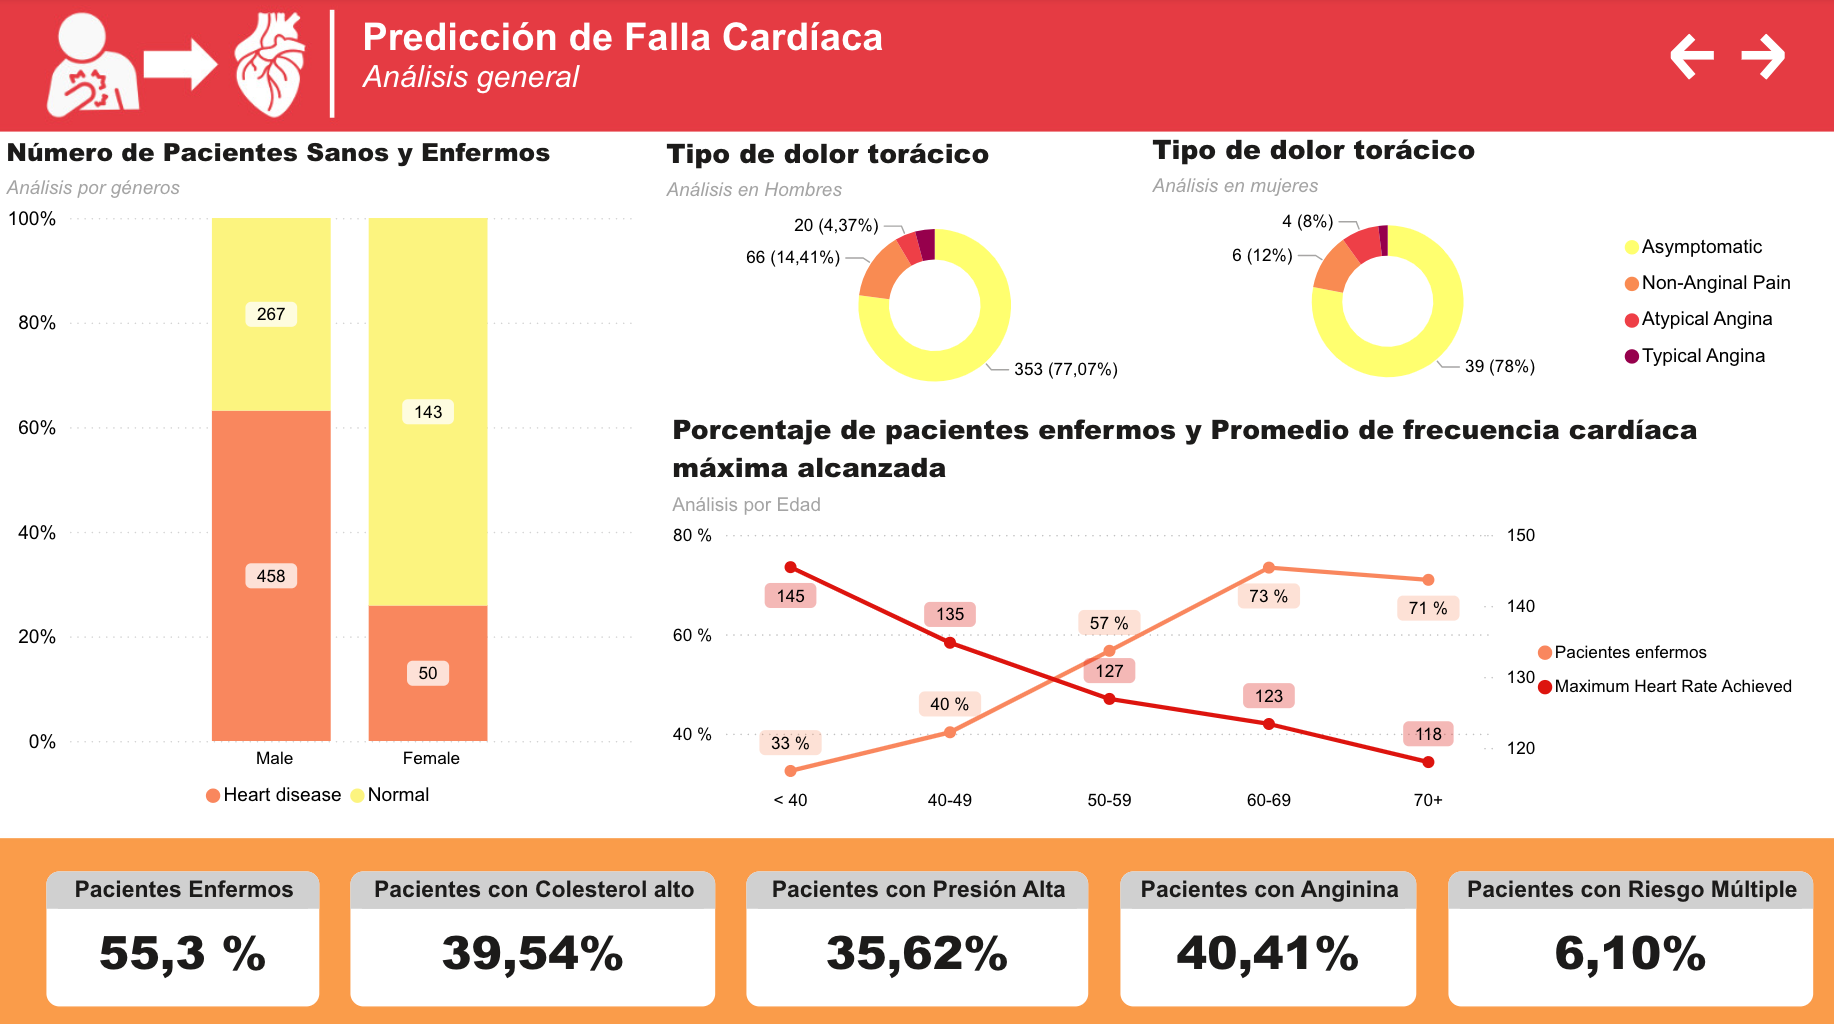 Predicción de Falla Cardíaca
Análisis general
Número de Pacientes Sanos y Enfermos
Análisis por géneros
100%
80%
60%
40%
20%
0%
267
458
143
50
Male
Female
Heart disease
Normal
Tipo de dolor torácico
Análisis en Hombres
20 (4,37%)
66 (14,41%)
353 (77,07%)
Tipo de dolor torácico
Análisis en mujeres
4 (8%)
6 (12%)
39 (78%)
Asymptomatic
Non-Anginal Pain
Atypical Angina
Typical Angina
Porcentaje de pacientes enfermos y Promedio de frecuencia cardíaca
máxima alcanzada
Análisis por Edad
80 %
60 %
40 %
150
140
130
120
145
135
127
123
118
33 %
40 %
57 %
73 %
71 %
< 40
40-49
50-59
60-69
70+
Pacientes enfermos
Maximum Heart Rate Achieved
Pacientes Enfermos
55,3 %
Pacientes con Colesterol alto
39,54%
Pacientes con Presión Alta
35,62%
Pacientes con Anginina
40,41%
Pacientes con Riesgo Múltiple
6,10%